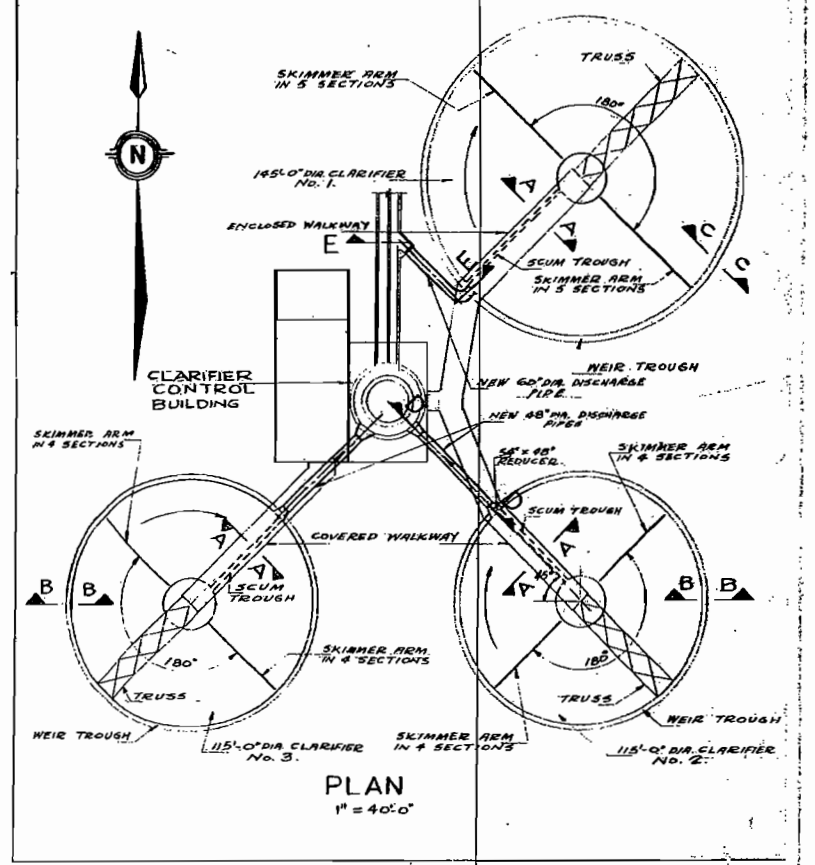 TRUSS
SKIMMER ARM
IN 5 SECTIONS
180°
N
145'-0" DIA. CLARIFIER
No. 1.
A
A
ENCLOSED WALKWAY
E
C
C
E
SCUM TROUGH
SKIMMER ARM
IN 5 SECTIONS
WEIR TROUGH
CLARIFIER
CONTROL
BUILDING
NEW 60" DIA. DISCHARGE
PIPE
D
NEW 48" DIA. DISCHARGE
PIPES
SKIMMER ARM
IN 4 SECTIONS
54" x 48"
REDUCER
SKIMMER ARM
IN 4 SECTIONS
D
SCUM TROUGH
A
COVERED WALKWAY
A
A
A
45°
B
B
SCUM
TROUGH
B
B
SKIMMER ARM
IN 4 SECTIONS
180°
180°
TRUSS
TRUSS
WEIR TROUGH
SKIMMER ARM
IN 4 SECTIONS
WEIR TROUGH
115'-0" DIA. CLARIFIER
No. 3.
115'-0" DIA. CLARIFIER
No. 2.
PLAN
1" = 40'-0"